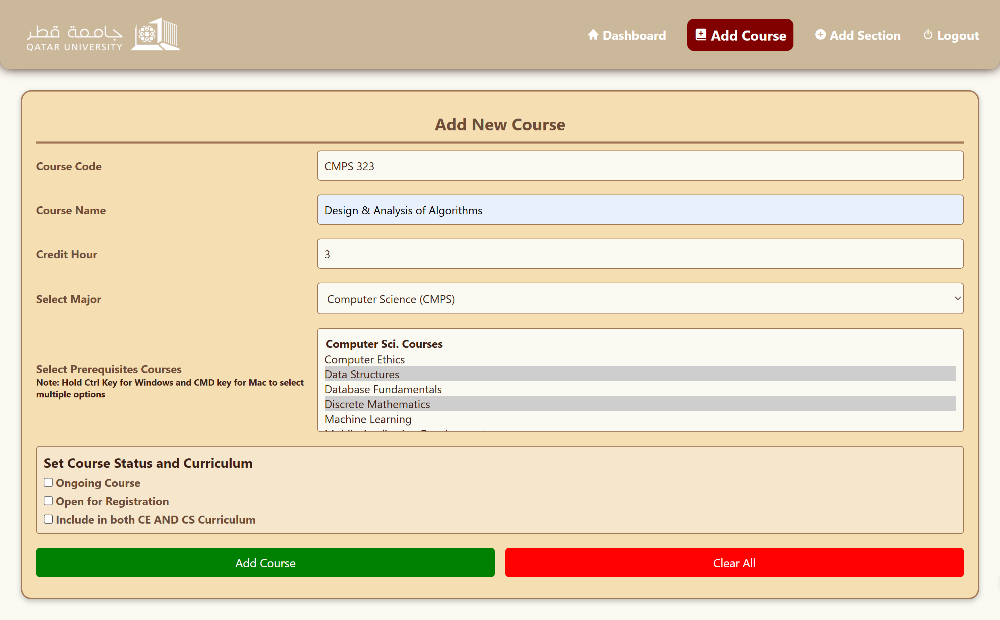 جامعة قطر
QATAR UNIVERSITY
Dashboard
Add Course
Add Section
Logout
Add New Course
Course Code
CMPS 323
Course Name
Design & Analysis of Algorithms
Credit Hour
3
Select Major
Computer Science (CMPS)
Select Prerequisites Courses
Note: Hold Ctrl Key for Windows and CMD key for Mac to select
multiple options
Computer Sci. Courses
Computer Ethics
Data Structures
Database Fundamentals
Discrete Mathematics
Machine Learning
Set Course Status and Curriculum
Ongoing Course
Open for Registration
Include in both CE AND CS Curriculum
Add Course
Clear All